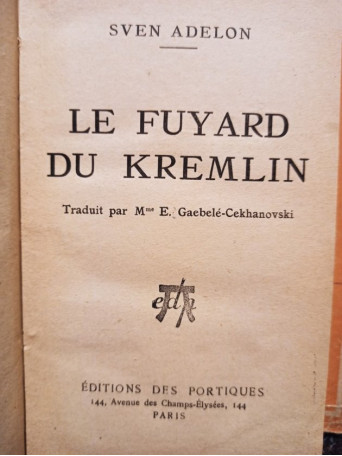 SVEN ADELON
LE FUYARD
DU KREMLIN
Traduit par Mme E. Gaebelé-Cekhanovski
ÉDITIONS DES PORTIQUES
144, Avenue des Champs-Élysées, 144
PARIS